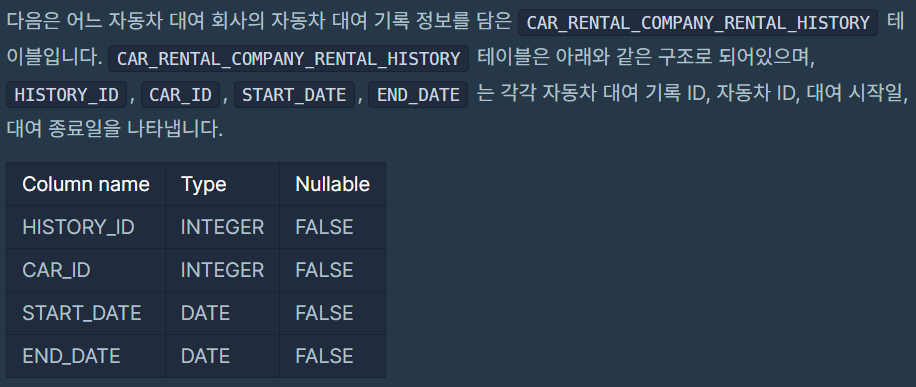 다음은 어느 자동차 대여 회사의 자동차 대여 기록 정보를 담은 CAR_RENTAL_COMPANY_RENTAL_HISTORY 테
이블입니다. CAR_RENTAL_COMPANY_RENTAL_HISTORY 테이블은 아래와 같은 구조로 되어있으며,
HISTORY_ID, CAR_ID, START_DATE, END_DATE 는 각각 자동차 대여 기록 ID, 자동차 ID, 대여 시작일,
대여 종료일을 나타냅니다.
Column name Type Nullable
HISTORY_ID INTEGER FALSE
CAR_ID INTEGER FALSE
START_DATE DATE FALSE
END_DATE DATE FALSE